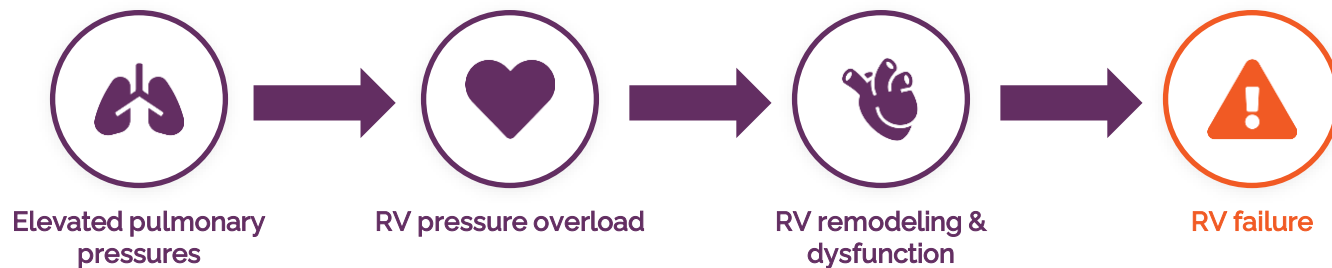 Elevated pulmonary
pressures
RV pressure overload
RV remodeling &
dysfunction
RV failure